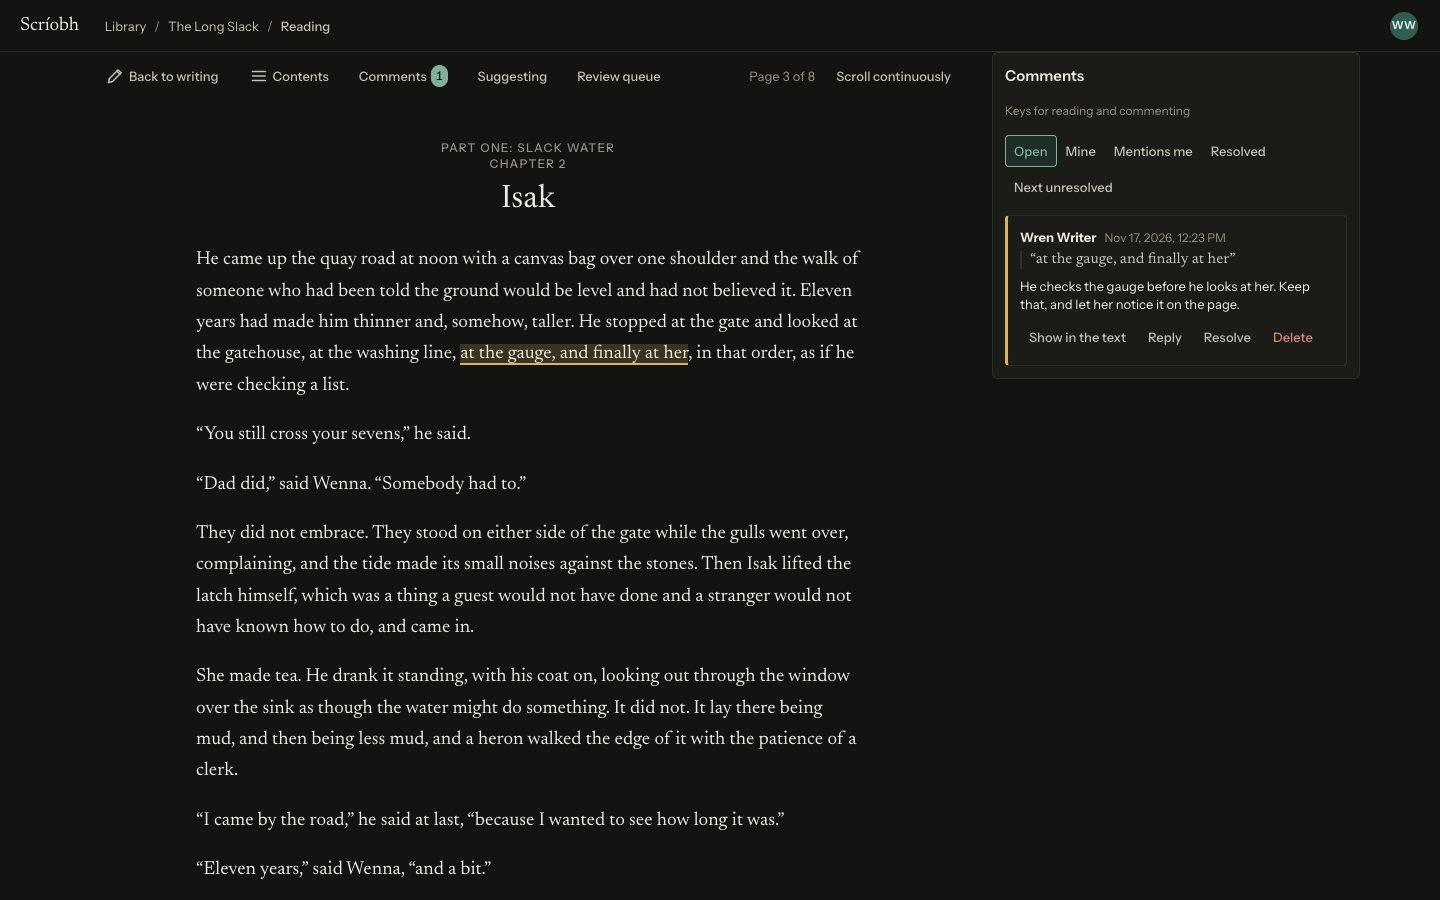 Scríobh
Library / The Long Slack / Reading
WW
Back to writing
Contents
Comments 1
Suggesting
Review queue
Page 3 of 8
Scroll continuously
PART ONE: SLACK WATER
CHAPTER 2
Isak
He came up the quay road at noon with a canvas bag over one shoulder and the walk of
someone who had been told the ground would be level and had not believed it. Eleven
years had made him thinner and, somehow, taller. He stopped at the gate and looked at
the gatehouse, at the washing line, at the gauge, and finally at her, in that order, as if he
were checking a list.
“You still cross your sevens,” he said.
“Dad did,” said Wenna. “Somebody had to.”
They did not embrace. They stood on either side of the gate while the gulls went over,
complaining, and the tide made its small noises against the stones. Then Isak lifted the
latch himself, which was a thing a guest would not have done and a stranger would not
have known how to do, and came in.
She made tea. He drank it standing, with his coat on, looking out through the window
over the sink as though the water might do something. It did not. It lay there being
mud, and then being less mud, and a heron walked the edge of it with the patience of a
clerk.
“I came by the road,” he said at last, “because I wanted to see how long it was.”
“Eleven years,” said Wenna, “and a bit.”
Comments
Keys for reading and commenting
Open
Mine
Mentions me
Resolved
Next unresolved
Wren Writer Nov 17, 2026, 12:23 PM
“at the gauge, and finally at her”
He checks the gauge before he looks at her. Keep
that, and let her notice it on the page.
Show in the text
Reply
Resolve
Delete